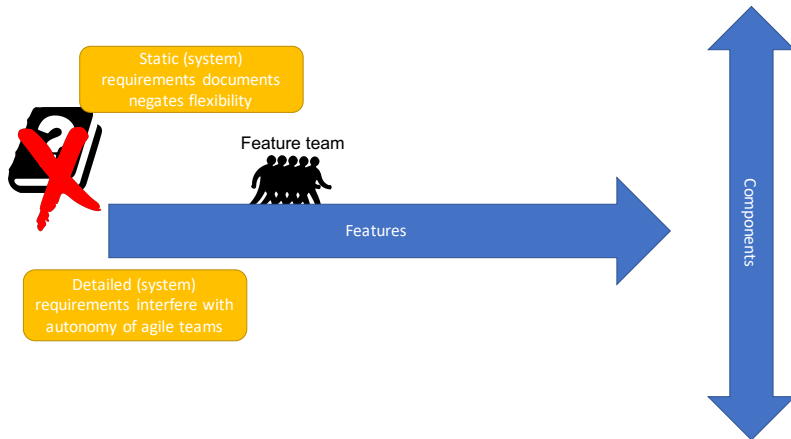 Static (system)
requirements documents
negates flexibility
Feature team
Features
Components
Detailed (system)
requirements interfere with
autonomy of agile teams